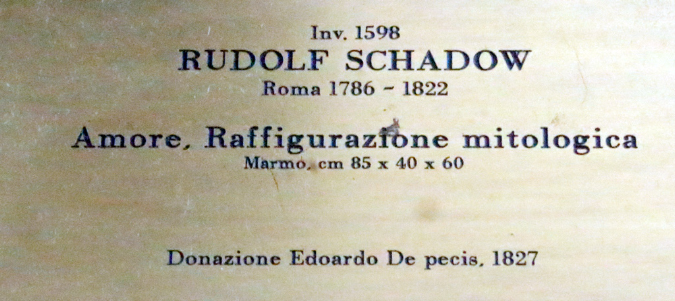 Inv. 1598
RUDOLF SCHADOW
Roma 1786 - 1822
Amore, Raffigurazione mitologica
Marmo, cm 85 x 40 x 60
Donazione Edoardo De pecis, 1827